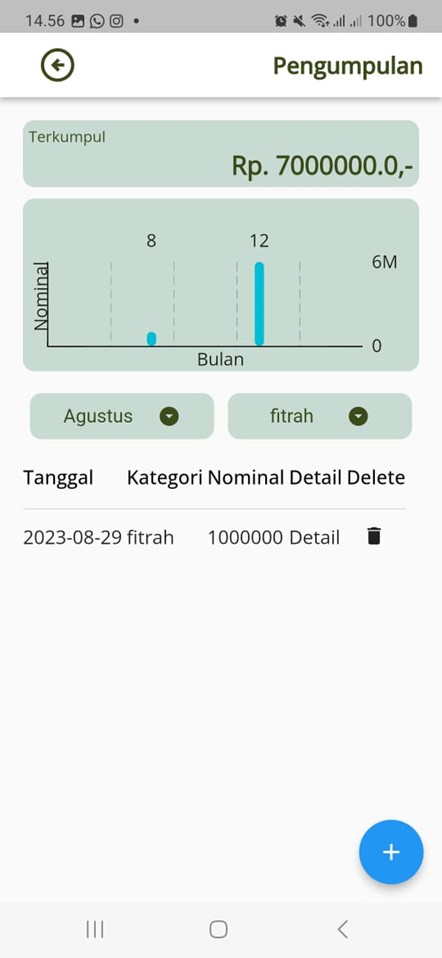 14.56 100%
Pengumpulan
Terkumpul
Rp. 7000000.0,-
8 12
6M
Nominal
0
Bulan
Agustus fitrah
Tanggal Kategori Nominal Detail Delete
2023-08-29 fitrah 1000000 Detail
+